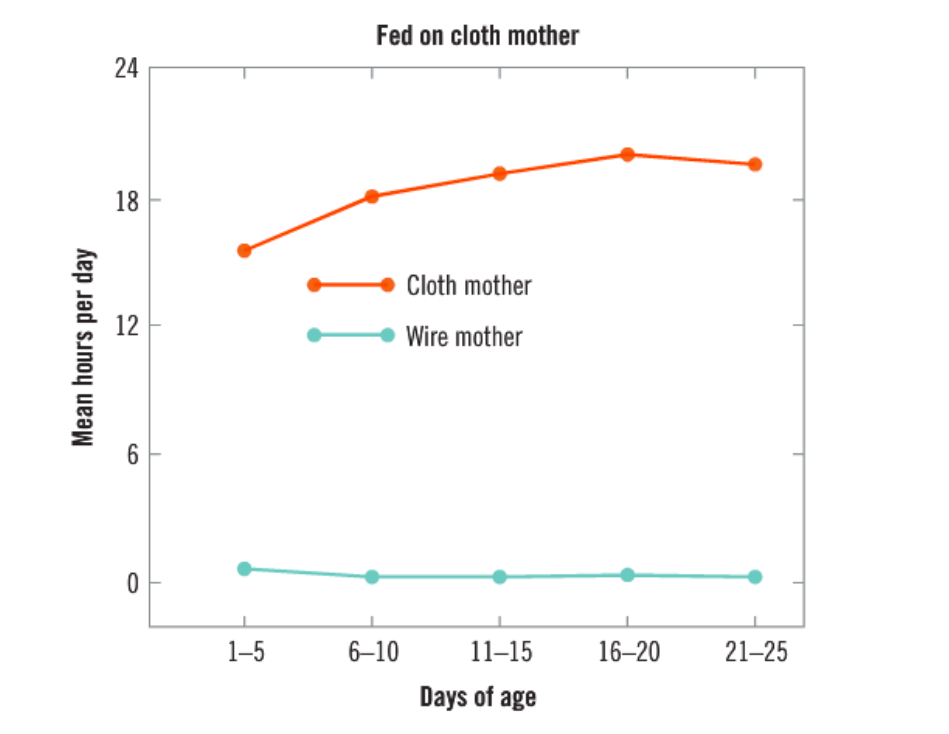 Fed on cloth mother
24
18
12
6
0
Mean hours per day
Cloth mother
Wire mother
1–5 6–10 11–15 16–20 21–25
Days of age